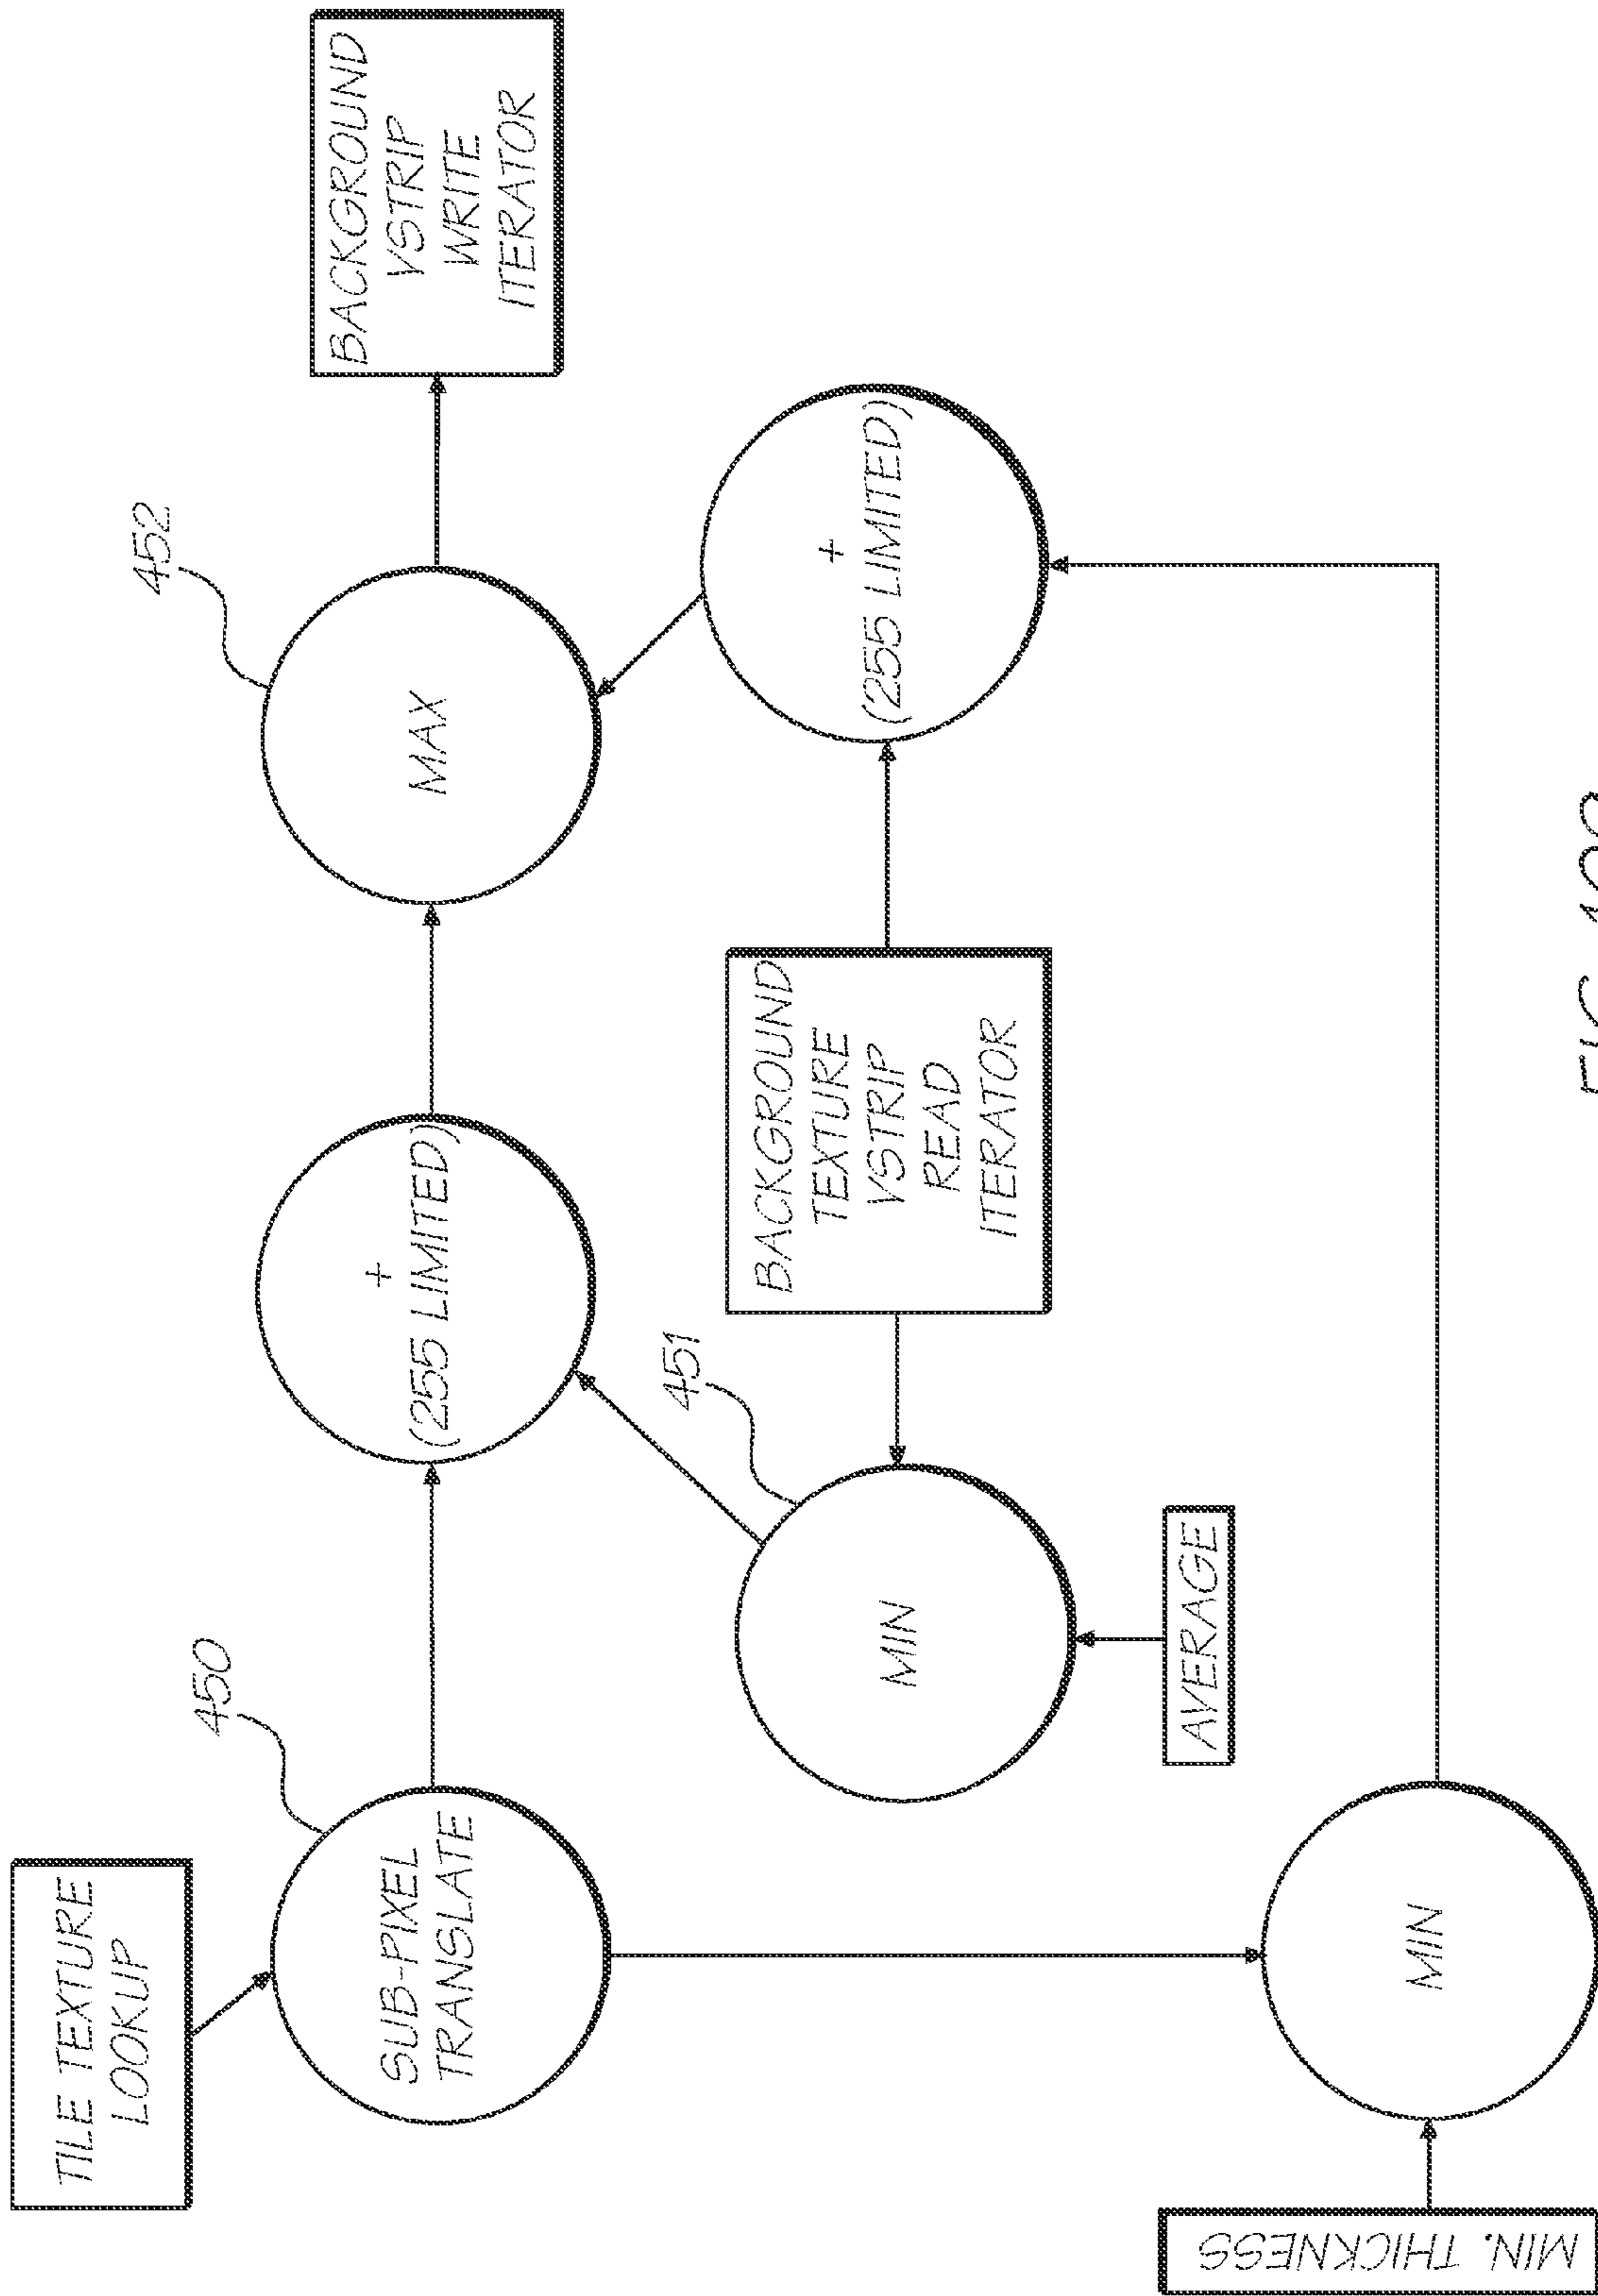 TILE TEXTURE
LOOKUP
450
SUB-PIXEL
TRANSLATE
+
(255 LIMITED)
452
MAX
BACKGROUND
VSTRIP
WRITE
ITERATOR
451
MIN
AVERAGE
BACKGROUND
TEXTURE
VSTRIP
READ
ITERATOR
+
(255 LIMITED)
MIN. THICKNESS
MIN
FIG.